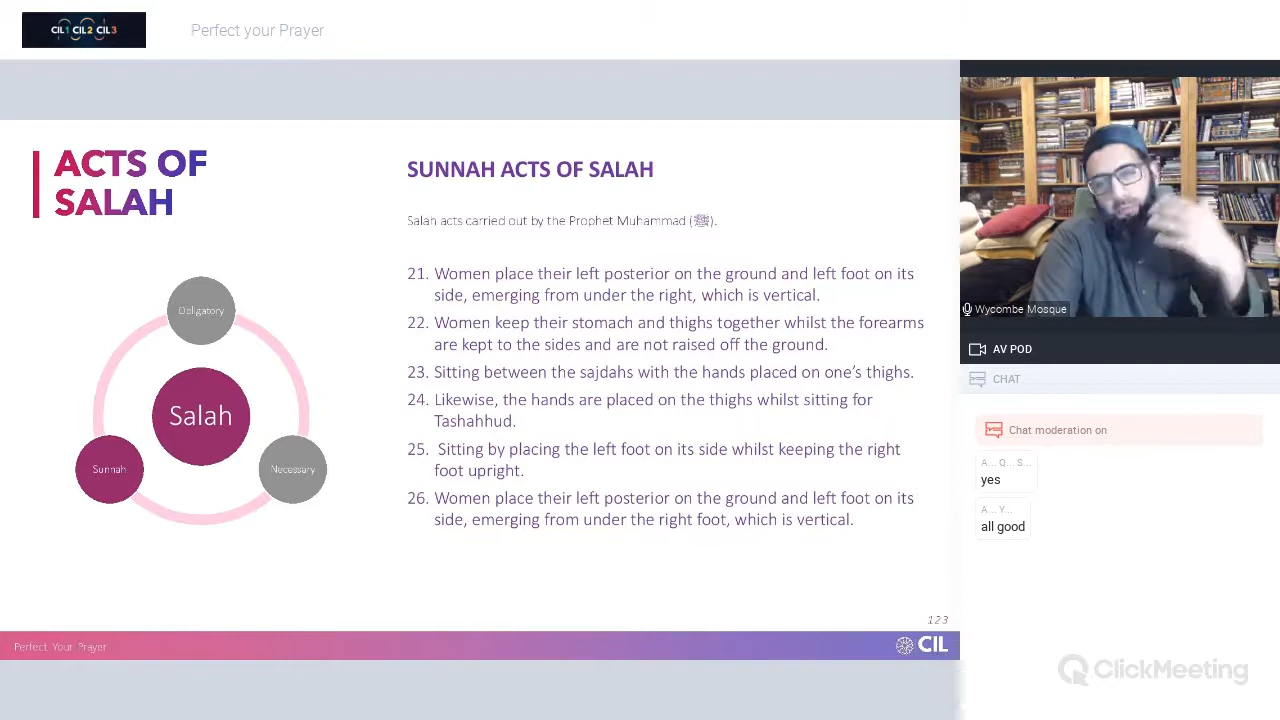 CIL1 CIL2 CIL3
Perfect your Prayer
ACTS OF
SALAH
Obligatory
Salah
Sunnah
Necessary
SUNNAH ACTS OF SALAH
Salah acts carried out by the Prophet Muhammad (ﷺ).
21. Women place their left posterior on the ground and left foot on its
side, emerging from under the right, which is vertical.
22. Women keep their stomach and thighs together whilst the forearms
are kept to the sides and are not raised off the ground.
23. Sitting between the sajdahs with the hands placed on one’s thighs.
24. Likewise, the hands are placed on the thighs whilst sitting for
Tashahhud.
25. Sitting by placing the left foot on its side whilst keeping the right
foot upright.
26. Women place their left posterior on the ground and left foot on its
side, emerging from under the right foot, which is vertical.
123
Perfect Your Prayer
CIL
Wycombe Mosque
AV POD
CHAT
Chat moderation on
A... Q... S...
yes
A... Y...
all good
ClickMeeting